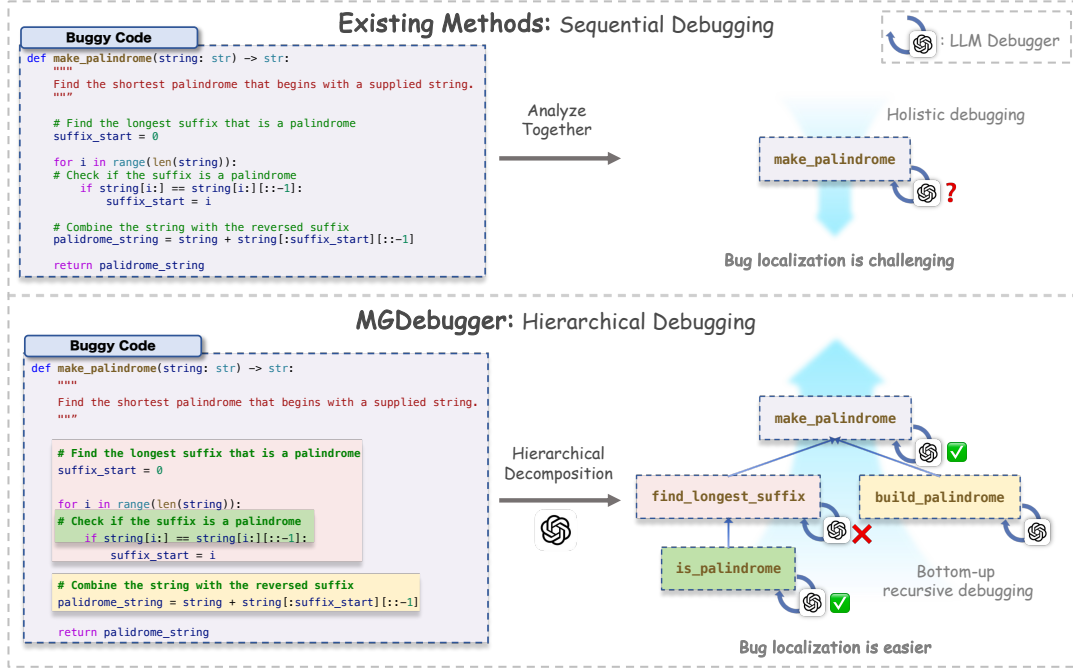 Existing Methods: Sequential Debugging
: LLM Debugger
Buggy Code
def make_palindrome(string: str) -> str:
"""
Find the shortest palindrome that begins with a supplied string.
"""
# Find the longest suffix that is a palindrome
suffix_start = 0
for i in range(len(string)):
# Check if the suffix is a palindrome
if string[i:] == string[i:][::-1]:
suffix_start = i
# Combine the string with the reversed suffix
palidrome_string = string + string[:suffix_start][::-1]
return palidrome_string
Analyze
Together
Holistic debugging
make_palindrome
?
Bug localization is challenging
MGDebugger: Hierarchical Debugging
Buggy Code
def make_palindrome(string: str) -> str:
"""
Find the shortest palindrome that begins with a supplied string.
"""
# Find the longest suffix that is a palindrome
suffix_start = 0
for i in range(len(string)):
# Check if the suffix is a palindrome
if string[i:] == string[i:][::-1]:
suffix_start = i
# Combine the string with the reversed suffix
palidrome_string = string + string[:suffix_start][::-1]
return palidrome_string
Hierarchical
Decomposition
make_palindrome
find_longest_suffix
build_palindrome
is_palindrome
Bottom-up
recursive debugging
Bug localization is easier